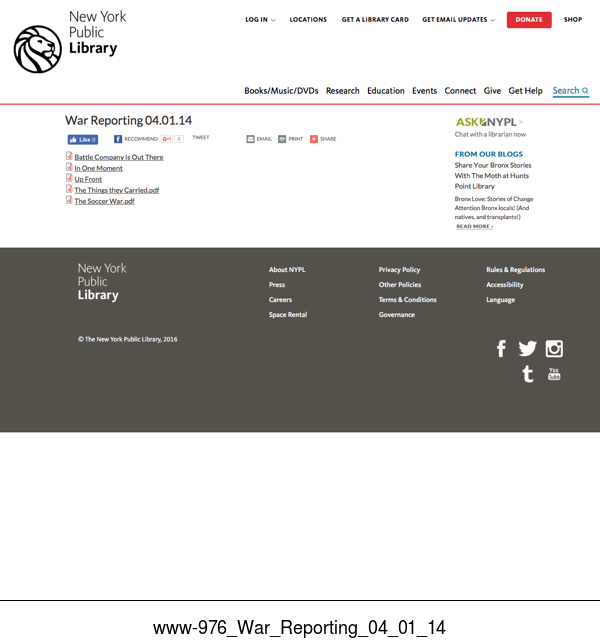 New York
Public
Library
LOG IN
LOCATIONS
GET A LIBRARY CARD
GET EMAIL UPDATES
DONATE
SHOP
Books/Music/DVDs Research Education Events Connect Give Get Help Search
War Reporting 04.01.14
Like 0
RECOMMEND
G+1 0
TWEET
EMAIL
PRINT
SHARE
Battle Company Is Out There
In One Moment
Up Front
The Things they Carried.pdf
The Soccer War.pdf
ASK NYPL >
Chat with a librarian now
FROM OUR BLOGS
Share Your Bronx Stories
With The Moth at Hunts
Point Library
Bronx Love: Stories of Change
Attention Bronx locals! (And
natives, and transplants!)
READ MORE ›
New York
Public
Library
About NYPL
Press
Careers
Space Rental
Privacy Policy
Other Policies
Terms & Conditions
Governance
Rules & Regulations
Accessibility
Language
© The New York Public Library, 2016
You
Tube
www-976_War_Reporting_04_01_14